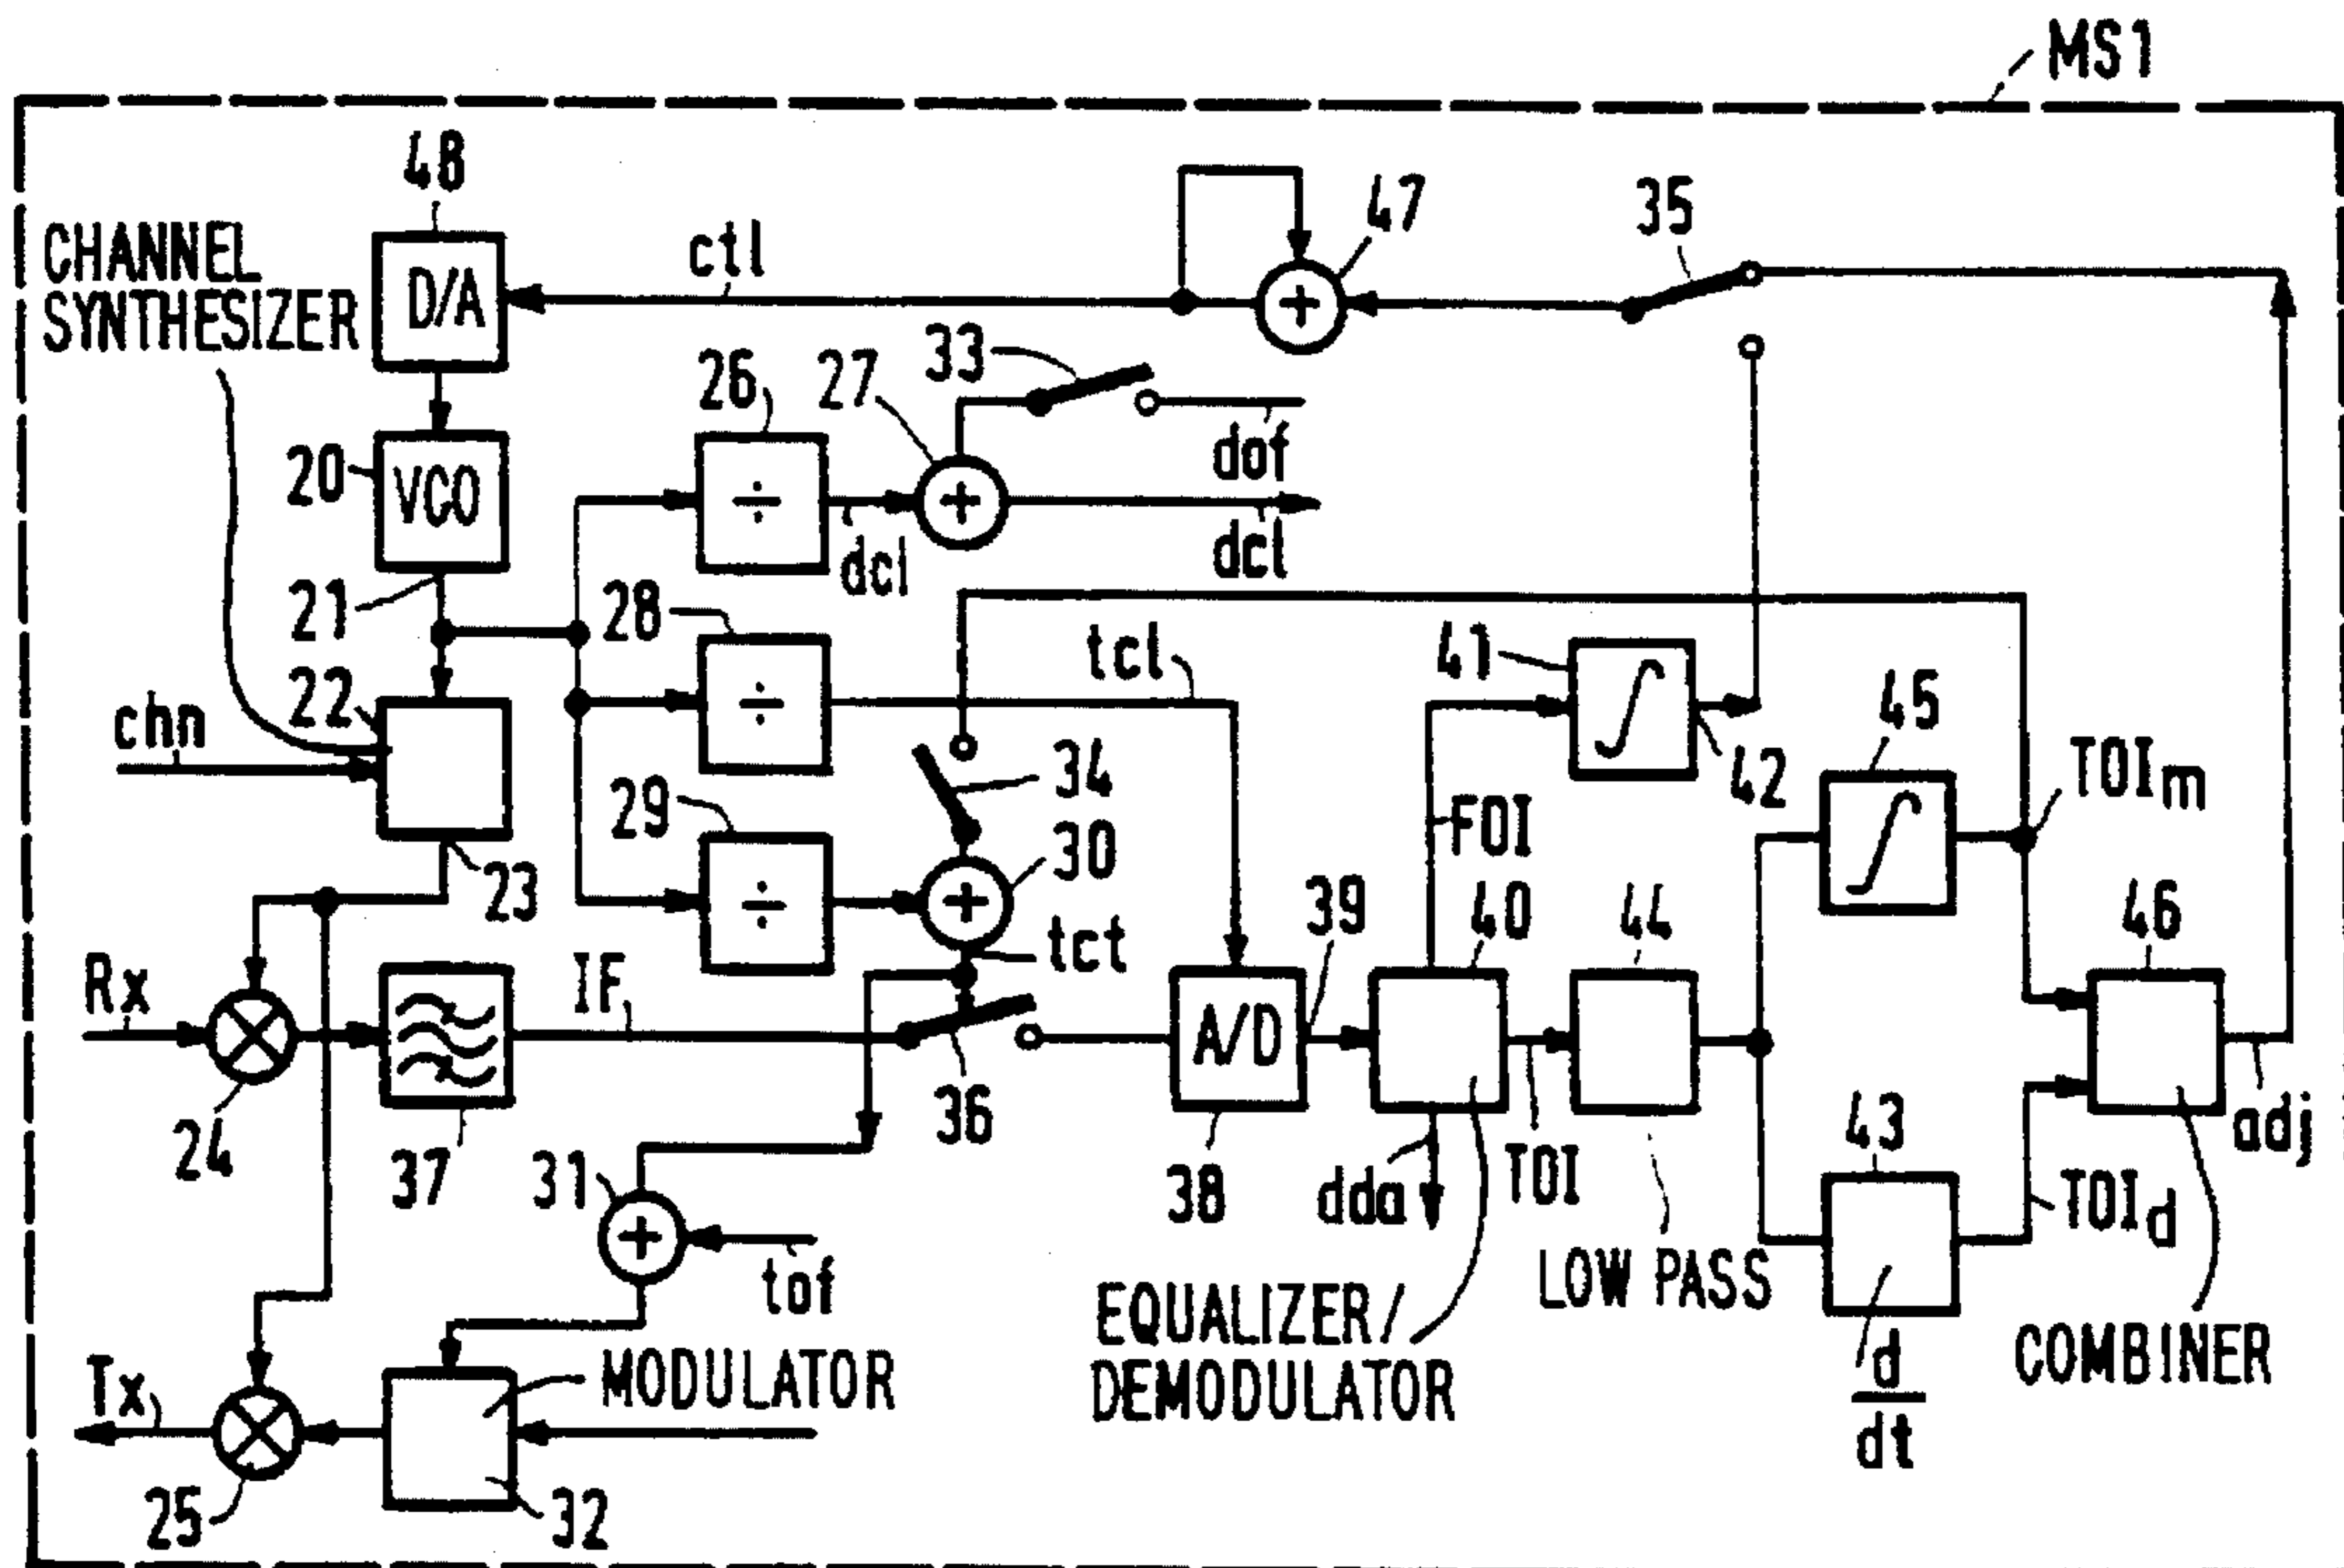 MS1
48
CHANNEL
SYNTHESIZER
D/A
ctl
47
+
35
33
26
27
20
VCO
÷
+
dof
dcl
dcl
21
28
÷
tcl
41
∫
45
22
chn
34
42
∫
TOIm
29
FOI
30
23
÷
+
tct
39
40
44
46
Rx
IF
A/D
adj
24
37
36
38
dda
TOI
43
TOId
31
+
tof
LOW PASS
EQUALIZER/
DEMODULATOR
COMBINER
d
dt
Tx
MODULATOR
25
32